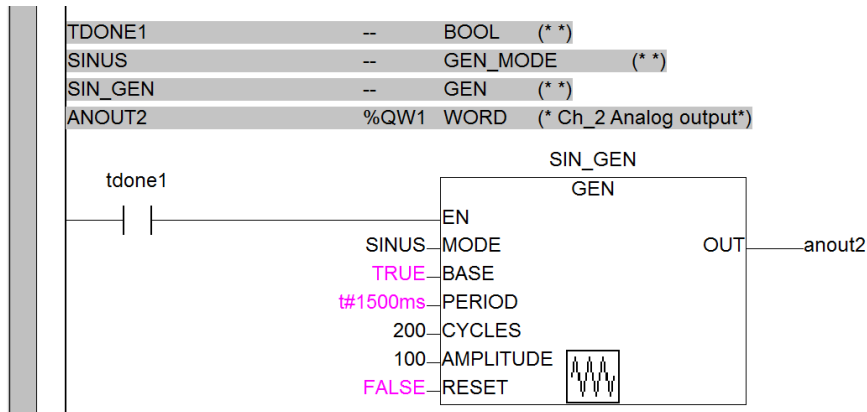 TDONE1 -- BOOL (* *)
SINUS -- GEN_MODE (* *)
SIN_GEN -- GEN (* *)
ANOUT2 %QW1 WORD (* Ch_2 Analog output*)
SIN_GEN
tdone1
GEN
EN
SINUS MODE OUT anout2
TRUE BASE
t#1500ms PERIOD
200 CYCLES
100 AMPLITUDE
FALSE RESET